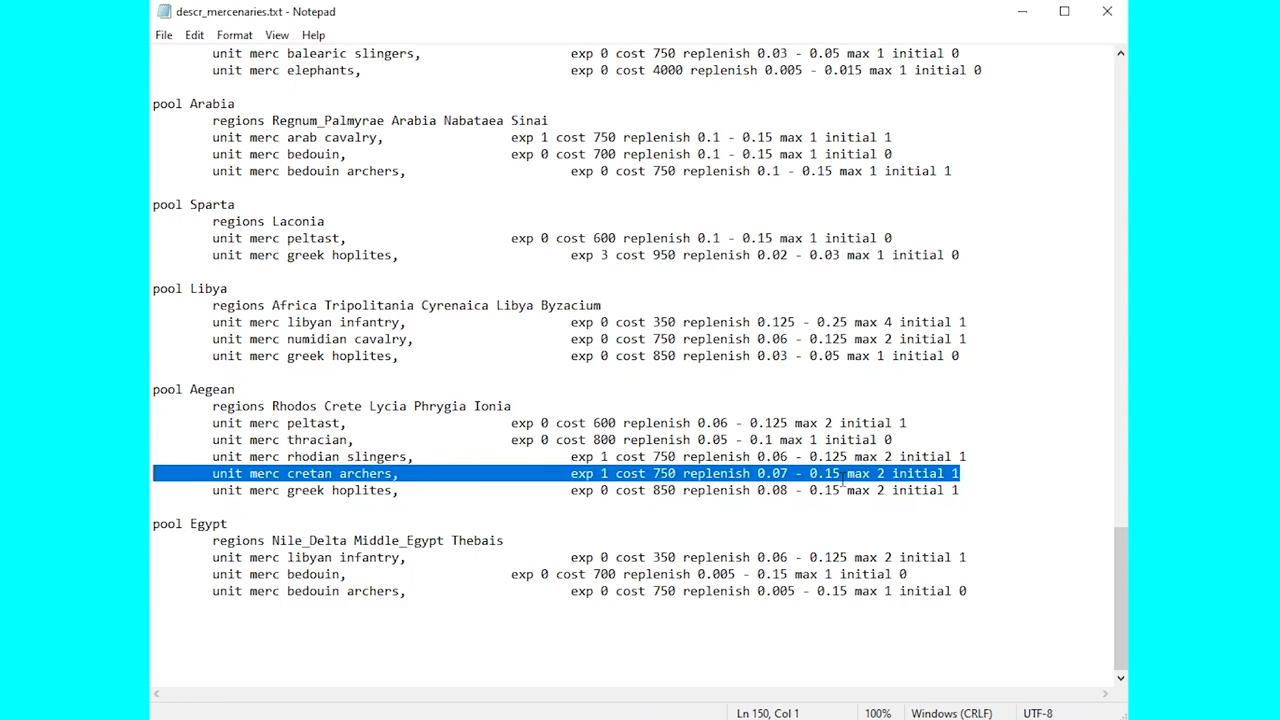 descr_mercenaries.txt - Notepad
File Edit Format View Help
unit merc balearic slingers, exp 0 cost 750 replenish 0.03 - 0.05 max 1 initial 0
unit merc elephants, exp 0 cost 4000 replenish 0.005 - 0.015 max 1 initial 0
pool Arabia
regions Regnum_Palmyrae Arabia Nabataea Sinai
unit merc arab cavalry, exp 1 cost 750 replenish 0.1 - 0.15 max 1 initial 1
unit merc bedouin, exp 0 cost 700 replenish 0.1 - 0.15 max 1 initial 0
unit merc bedouin archers, exp 0 cost 750 replenish 0.1 - 0.15 max 1 initial 1
pool Sparta
regions Laconia
unit merc peltast, exp 0 cost 600 replenish 0.1 - 0.15 max 1 initial 0
unit merc greek hoplites, exp 3 cost 950 replenish 0.02 - 0.03 max 1 initial 0
pool Libya
regions Africa Tripolitania Cyrenaica Libya Byzacium
unit merc libyan infantry, exp 0 cost 350 replenish 0.125 - 0.25 max 4 initial 1
unit merc numidian cavalry, exp 0 cost 750 replenish 0.06 - 0.125 max 2 initial 1
unit merc greek hoplites, exp 0 cost 850 replenish 0.03 - 0.05 max 1 initial 0
pool Aegean
regions Rhodos Crete Lycia Phrygia Ionia
unit merc peltast, exp 0 cost 600 replenish 0.06 - 0.125 max 2 initial 1
unit merc thracian, exp 0 cost 800 replenish 0.05 - 0.1 max 1 initial 0
unit merc rhodian slingers, exp 1 cost 750 replenish 0.06 - 0.125 max 2 initial 1
unit merc cretan archers, exp 1 cost 750 replenish 0.07 - 0.15 max 2 initial 1
unit merc greek hoplites, exp 0 cost 850 replenish 0.08 - 0.15 max 2 initial 1
pool Egypt
regions Nile_Delta Middle_Egypt Thebais
unit merc libyan infantry, exp 0 cost 350 replenish 0.06 - 0.125 max 2 initial 1
unit merc bedouin, exp 0 cost 700 replenish 0.005 - 0.15 max 1 initial 0
unit merc bedouin archers, exp 0 cost 750 replenish 0.005 - 0.15 max 1 initial 0
Ln 150, Col 1 100% Windows (CRLF) UTF-8